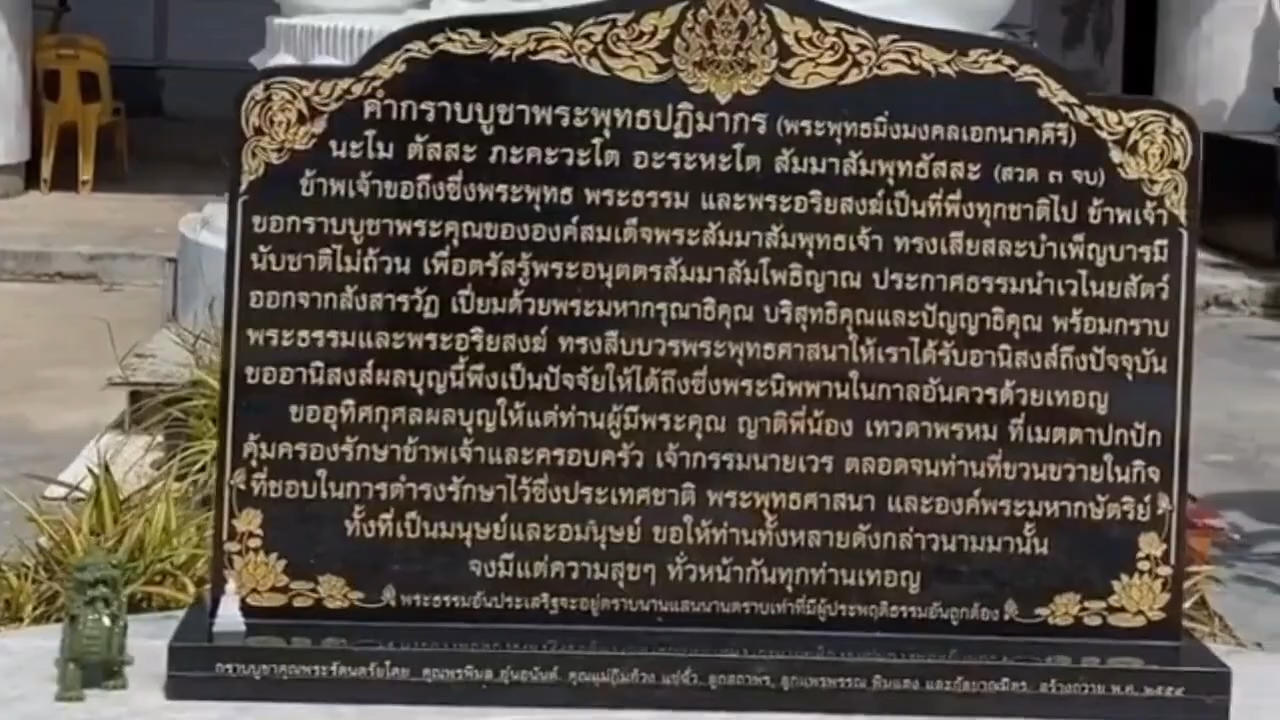 คำกราบบูชาพระพุทธปฏิมากร (พระพุทธมิ่งมงคลเอกนาคคีรี)
นะโม ตัสสะ ภะคะวะโต อะระหะโต สัมมาสัมพุทธัสสะ (สวด ๓ จบ)
ข้าพเจ้าขอถึงซึ่งพระพุทธ พระธรรม และพระอริยสงฆ์เป็นที่พึ่งทุกชาติไป ข้าพเจ้า
ขอกราบบูชาพระคุณขององค์สมเด็จพระสัมมาสัมพุทธเจ้า ทรงเสียสละบำเพ็ญบารมี
นับชาติไม่ถ้วน เพื่อตรัสรู้พระอนุตตรสัมมาสัมโพธิญาณ ประกาศธรรมนำเวไนยสัตว์
ออกจากสังสารวัฏ เปี่ยมด้วยพระมหากรุณาธิคุณ บริสุทธิคุณและปัญญาธิคุณ พร้อมกราบ
พระธรรมและพระอริยสงฆ์ ทรงสืบบวรพระพุทธศาสนาให้เราได้รับอานิสงส์ถึงปัจจุบัน
ขออานิสงส์ผลบุญนี้พึงเป็นปัจจัยให้ได้ถึงซึ่งพระนิพพานในกาลอันควรด้วยเทอญ
ขออุทิศกุศลผลบุญให้แด่ท่านผู้มีพระคุณ ญาติพี่น้อง เทวดาพรหม ที่เมตตาปกปัก
คุ้มครองรักษาข้าพเจ้าและครอบครัว เจ้ากรรมนายเวร ตลอดจนท่านที่ขวนขวายในกิจ
ที่ชอบในการดำรงรักษาไว้ซึ่งประเทศชาติ พระพุทธศาสนา และองค์พระมหากษัตริย์
ทั้งที่เป็นมนุษย์และอมนุษย์ ขอให้ท่านทั้งหลายดังกล่าวนามมานั้น
จงมีแต่ความสุขๆ ทั่วหน้ากันทุกท่านเทอญ
พระธรรมอันประเสริฐจะอยู่ตราบนานแสนนานตราบเท่าที่มีผู้ประพฤติธรรมอันถูกต้อง
กราบบูชาคุณพระรัตนตรัยโดย คุณพรพิมล อุ่นอนันต์, คุณแม่กิมก้วง แซ่ฉั่ว, ลูกสถาพร, ลูกแพรพรรณ และกัลยาณมิตร สร้างถวาย พ.ศ. ๒๕๕๔